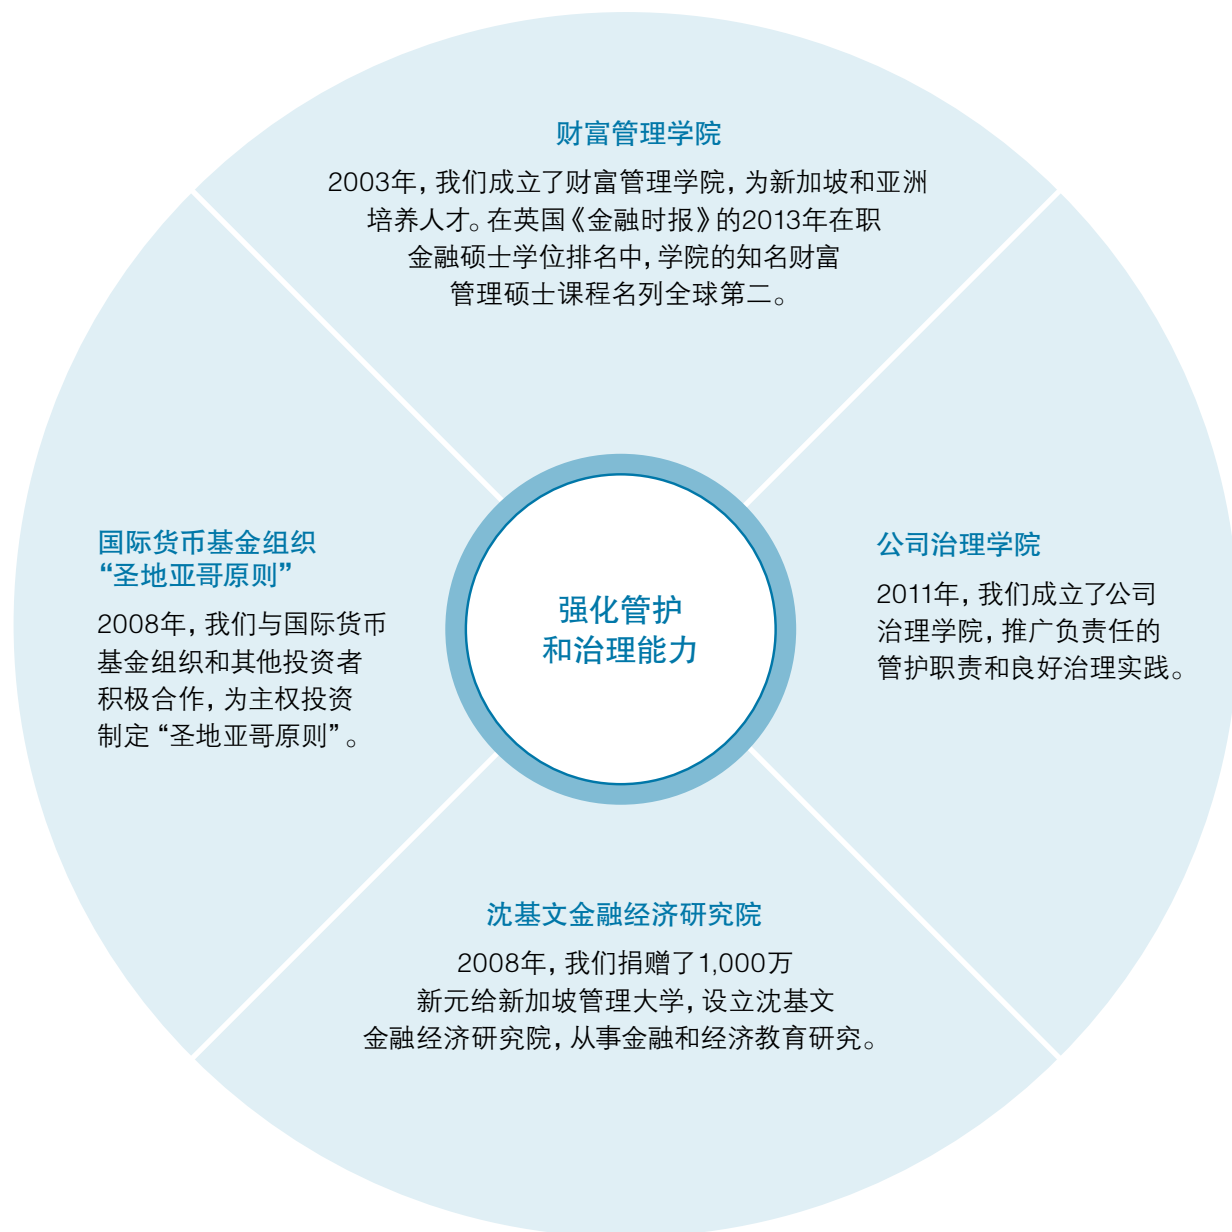 财富管理学院
2003年，我们成立了财富管理学院，为新加坡和亚洲
培养人才。在英国《金融时报》的2013年在职
金融硕士学位排名中，学院的知名财富
管理硕士课程名列全球第二。
国际货币基金组织
“圣地亚哥原则”
2008年，我们与国际货币
基金组织和其他投资者
积极合作，为主权投资
制定“圣地亚哥原则”。
强化管护
和治理能力
公司治理学院
2011年，我们成立了公司
治理学院，推广负责任的
管护职责和良好治理实践。
沈基文金融经济研究院
2008年，我们捐赠了1,000万
新元给新加坡管理大学，设立沈基文
金融经济研究院，从事金融和经济教育研究。